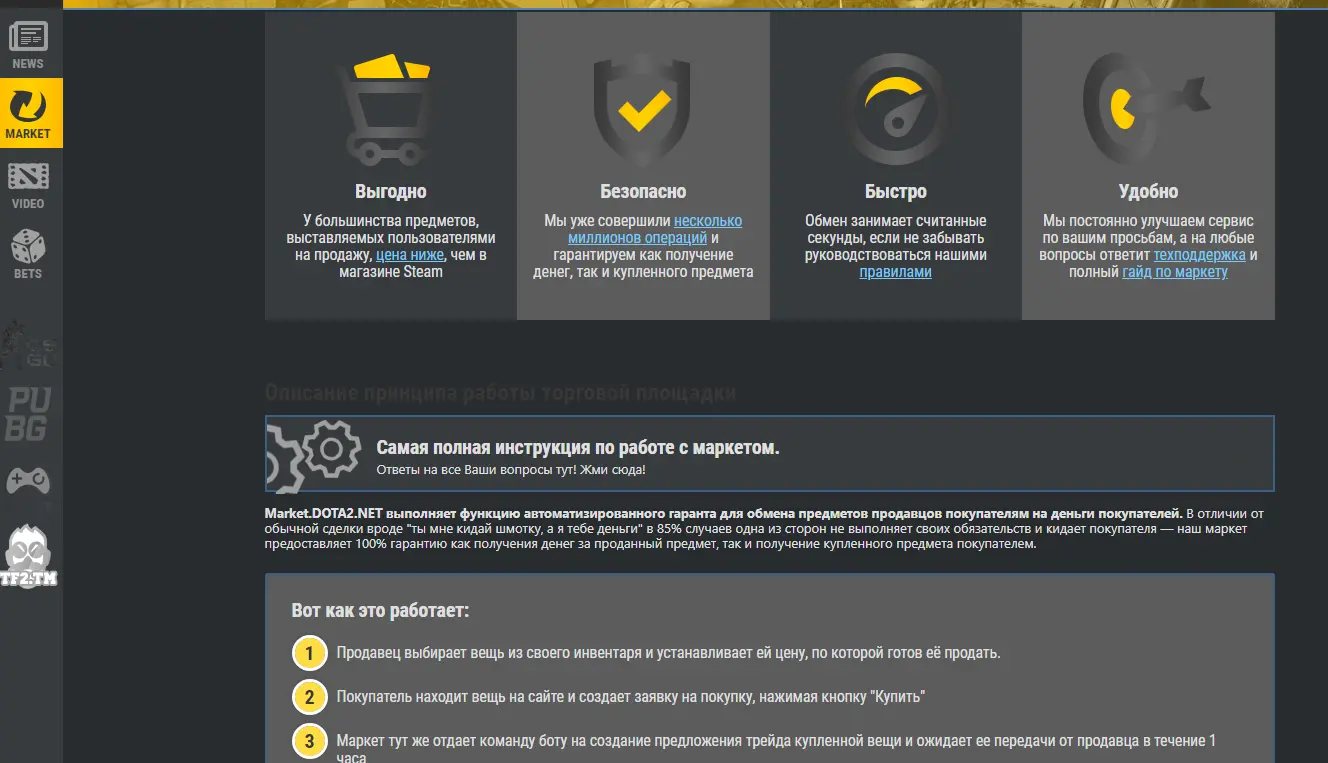 NEWS
MARKET
VIDEO
BETS
CS
GO
PU
BG
TF2.TM
Выгодно
У большинства предметов,
выставляемых пользователями
на продажу, цена ниже, чем в
магазине Steam
Безопасно
Мы уже совершили несколько
миллионов операций и
гарантируем как получение
денег, так и купленного предмета
Быстро
Обмен занимает считанные
секунды, если не забывать
руководствоваться нашими
правилами
Удобно
Мы постоянно улучшаем сервис
по вашим просьбам, а на любые
вопросы ответит техподдержка и
полный гайд по маркету
Описание принципа работы торговой площадки
Самая полная инструкция по работе с маркетом.
Ответы на все Ваши вопросы тут! Жми сюда!
Market.DOTA2.NET выполняет функцию автоматизированного гаранта для обмена предметов продавцов покупателям на деньги покупателей. В отличии от
обычной сделки вроде "ты мне кидай шмотку, а я тебе деньги" в 85% случаев одна из сторон не выполняет своих обязательств и кидает покупателя — наш маркет
предоставляет 100% гарантию как получения денег за проданный предмет, так и получение купленного предмета покупателем.
Вот как это работает:
1 Продавец выбирает вещь из своего инвентаря и устанавливает ей цену, по которой готов её продать.
2 Покупатель находит вещь на сайте и создает заявку на покупку, нажимая кнопку "Купить"
3 Маркет тут же отдает команду боту на создание предложения трейда купленной вещи и ожидает ее передачи от продавца в течение 1
часа